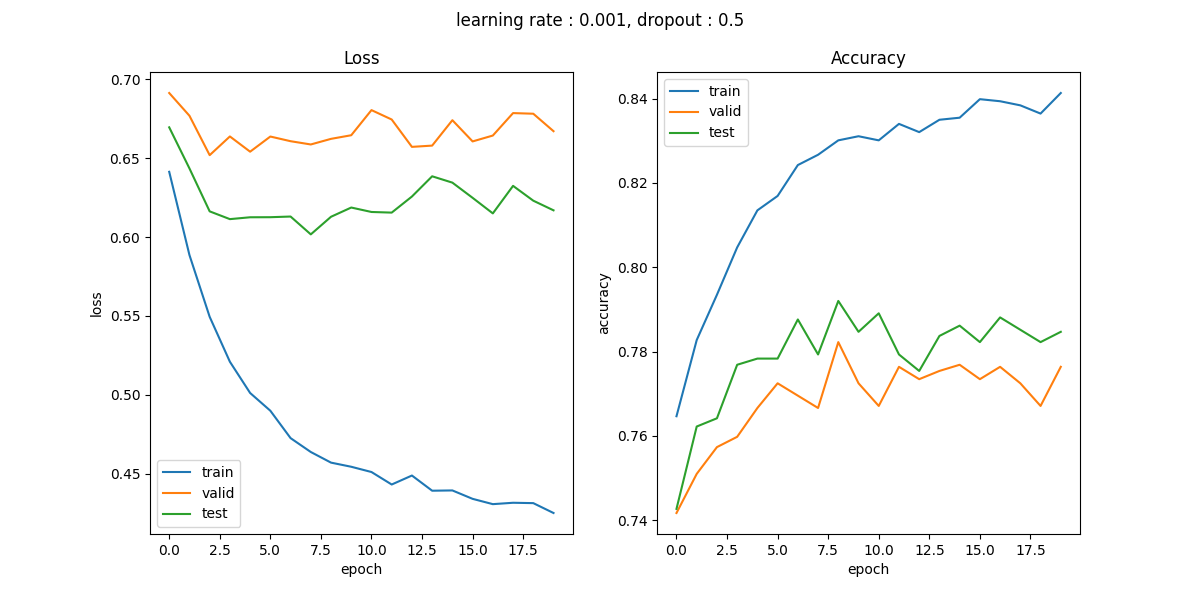 learning rate : 0.001, dropout : 0.5
Loss
0.70
0.65
0.60
0.55
0.50
0.45
loss
train
valid
test
0.0 2.5 5.0 7.5 10.0 12.5 15.0 17.5
epoch
Accuracy
train
valid
test
0.84
0.82
0.80
0.78
0.76
0.74
accuracy
0.0 2.5 5.0 7.5 10.0 12.5 15.0 17.5
epoch